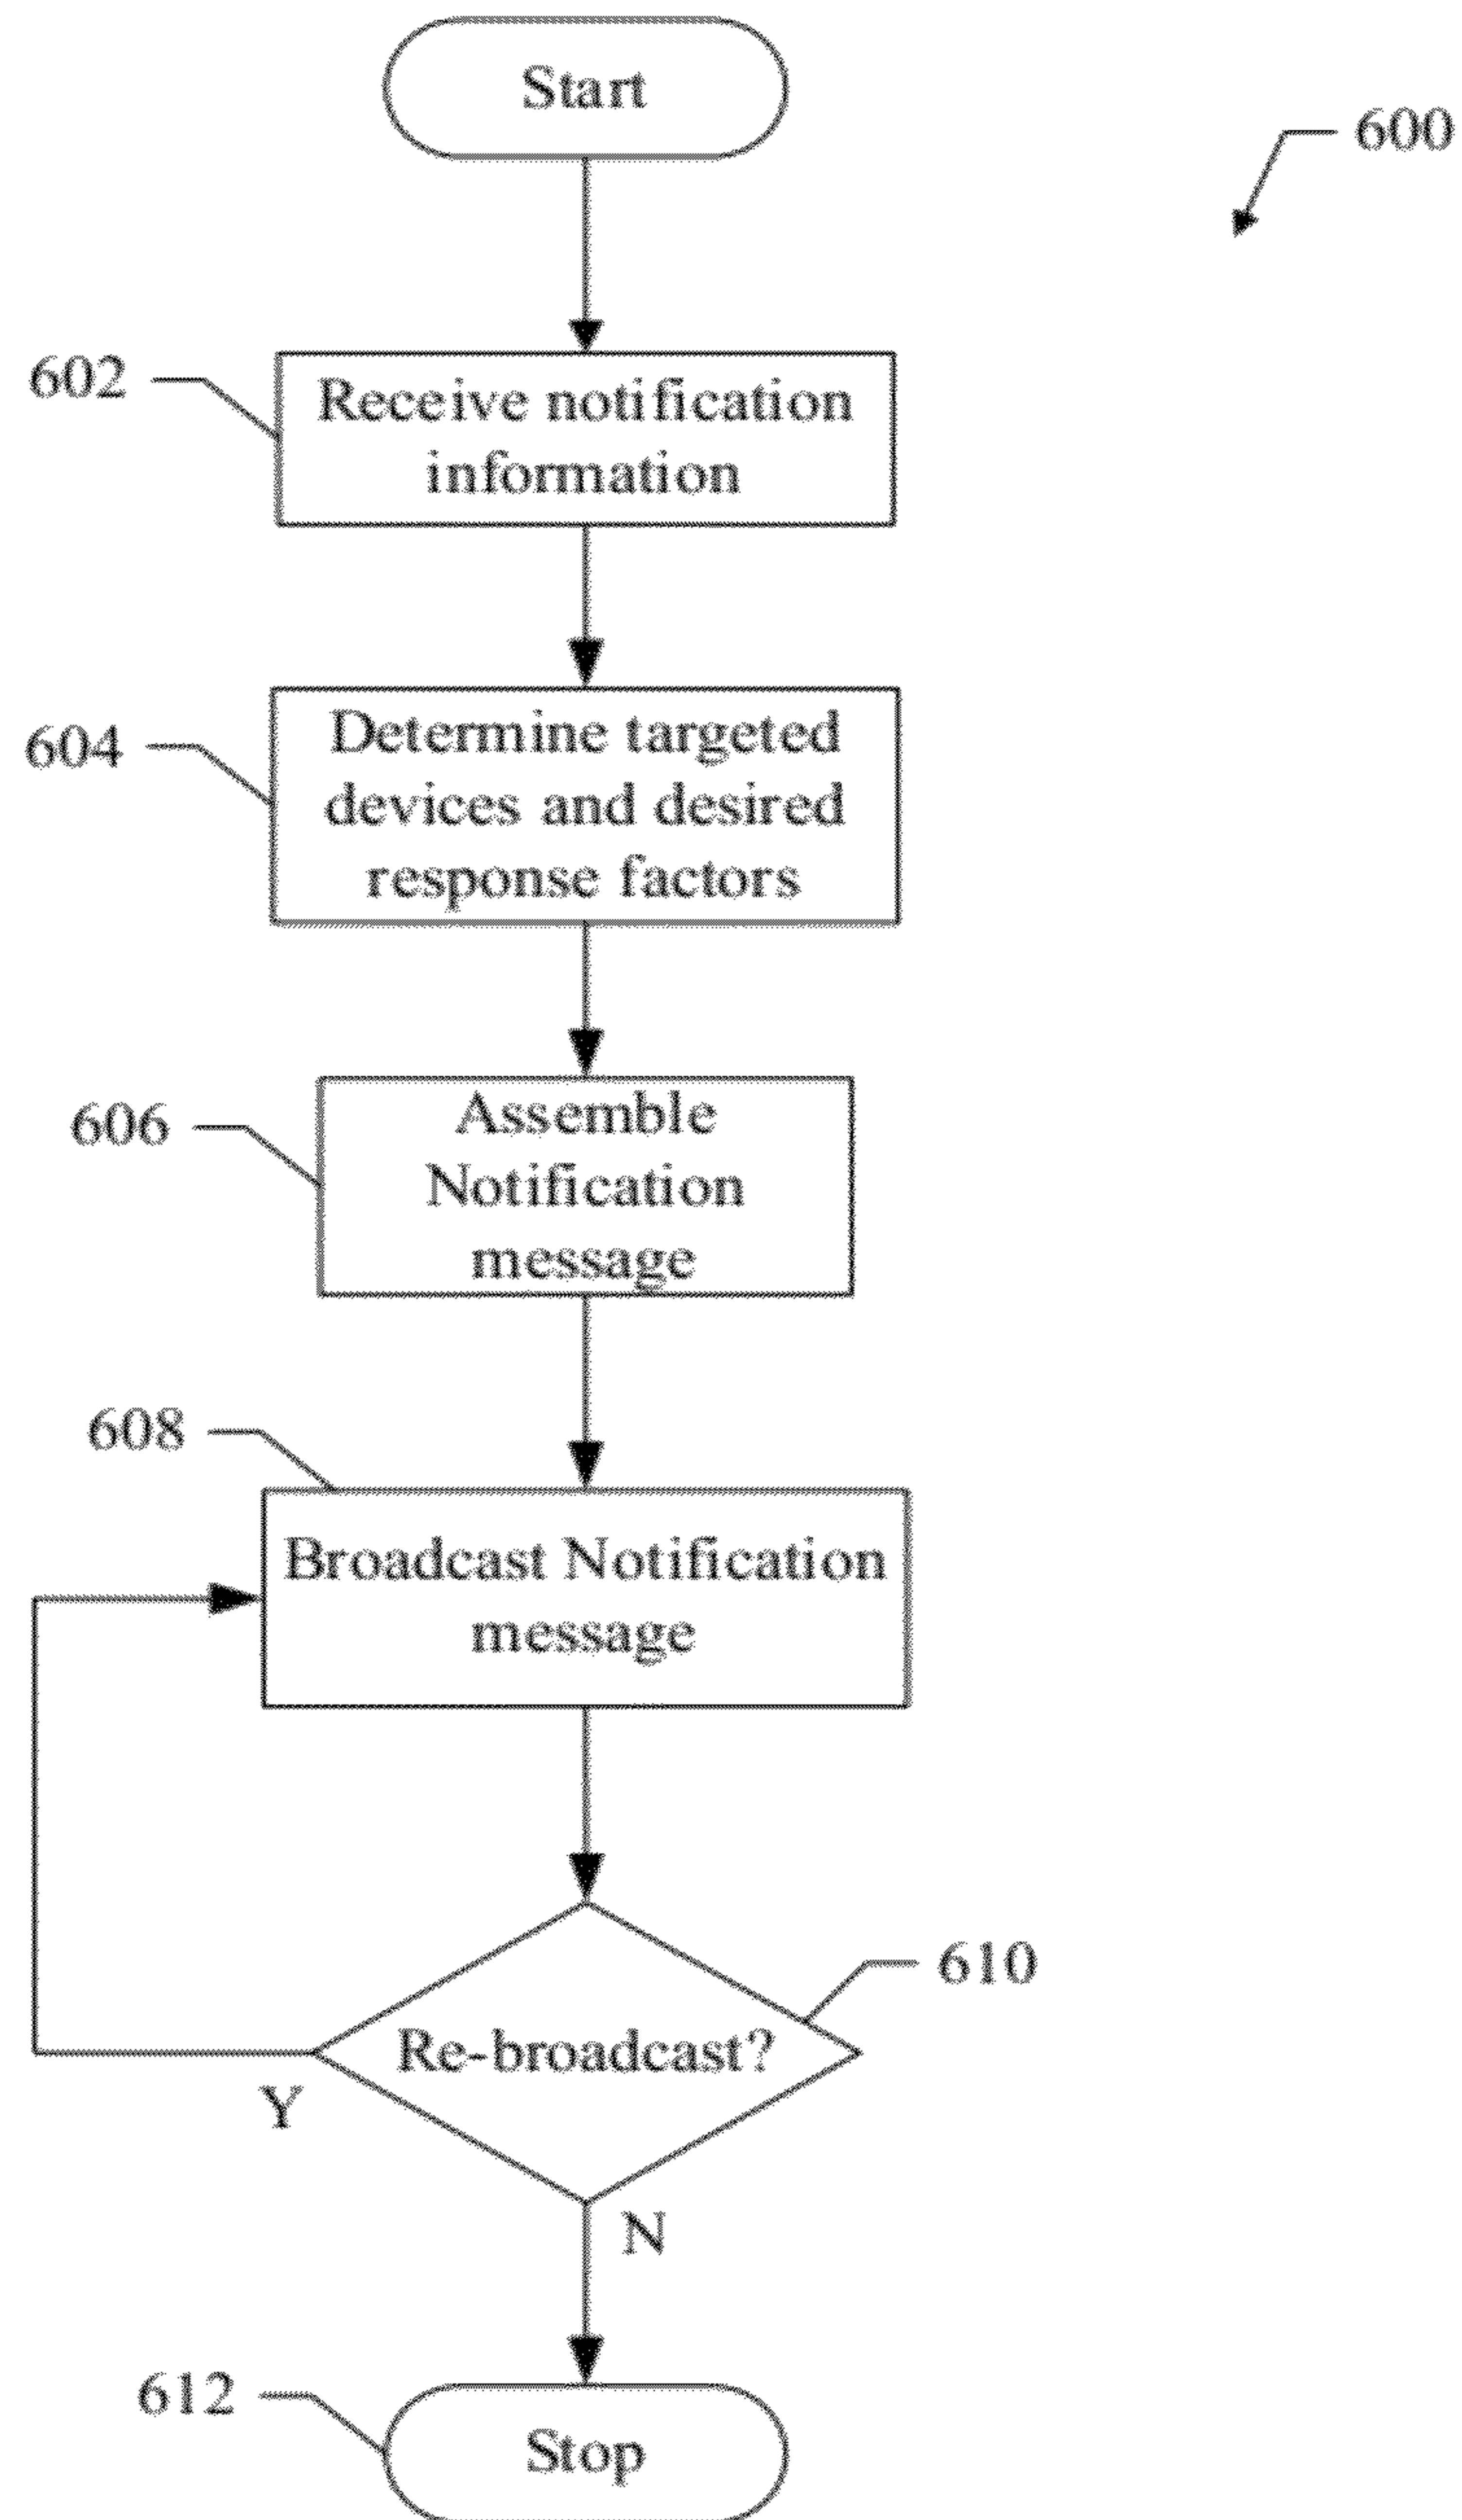 Start
600
602
Receive notification
information
604
Determine targeted
devices and desired
response factors
606
Assemble
Notification
message
608
Broadcast Notification
message
610
Re-broadcast?
Y
N
612
Stop